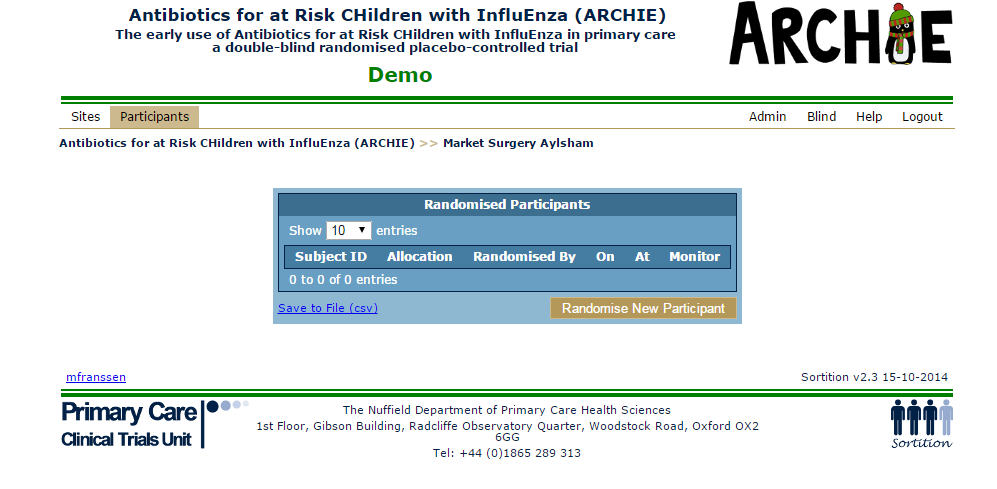 Antibiotics for at Risk CHildren with InfluEnza (ARCHIE)
The early use of Antibiotics for at Risk CHildren with InfluEnza in primary care
a double-blind randomised placebo-controlled trial
Demo
ARCHIE
Sites Participants Admin Blind Help Logout
Antibiotics for at Risk CHildren with InfluEnza (ARCHIE) >> Market Surgery Aylsham
Randomised Participants
Show 10 entries
Subject ID Allocation Randomised By On At Monitor
0 to 0 of 0 entries
Save to File (csv) Randomise New Participant
mfranssen Sortition v2.3 15-10-2014
Primary Care
Clinical Trials Unit
The Nuffield Department of Primary Care Health Sciences
1st Floor, Gibson Building, Radcliffe Observatory Quarter, Woodstock Road, Oxford OX2
6GG
Tel: +44 (0)1865 289 313
Sortition